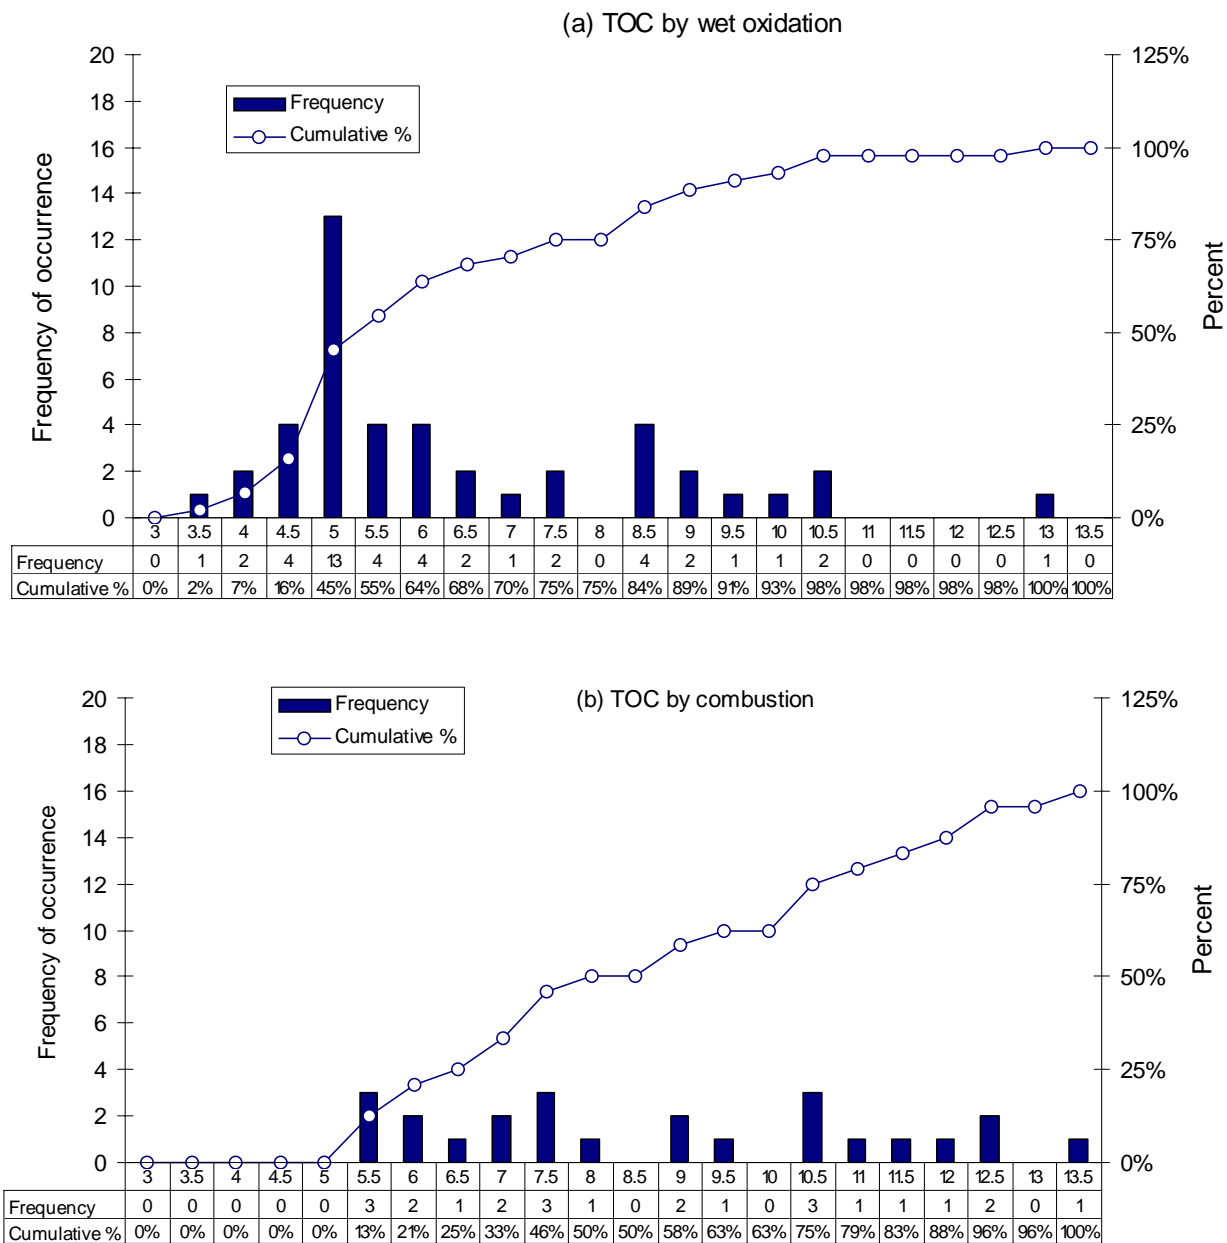 (a) TOC by wet oxidation
Frequency
Cumulative %
Frequency of occurrence
20
18
16
14
12
10
8
6
4
2
0
125%
100%
75%
50%
25%
0%
Percent
3 3.5 4 4.5 5 5.5 6 6.5 7 7.5 8 8.5 9 9.5 10 10.5 11 11.5 12 12.5 13 13.5
Frequency 0 1 2 4 13 4 4 2 1 2 0 4 2 1 1 2 0 0 0 0 1 0
Cumulative % 0% 2% 7% 16% 45% 55% 64% 68% 70% 75% 75% 84% 89% 91% 93% 98% 98% 98% 98% 98% 100% 100%
(b) TOC by combustion
Frequency
Cumulative %
Frequency of occurrence
20
18
16
14
12
10
8
6
4
2
0
125%
100%
75%
50%
25%
0%
Percent
3 3.5 4 4.5 5 5.5 6 6.5 7 7.5 8 8.5 9 9.5 10 10.5 11 11.5 12 12.5 13 13.5
Frequency 0 0 0 0 0 3 2 1 2 3 1 0 2 1 0 3 1 1 1 2 0 1
Cumulative % 0% 0% 0% 0% 0% 13% 21% 25% 33% 46% 50% 50% 58% 63% 63% 75% 79% 83% 88% 96% 96% 100%